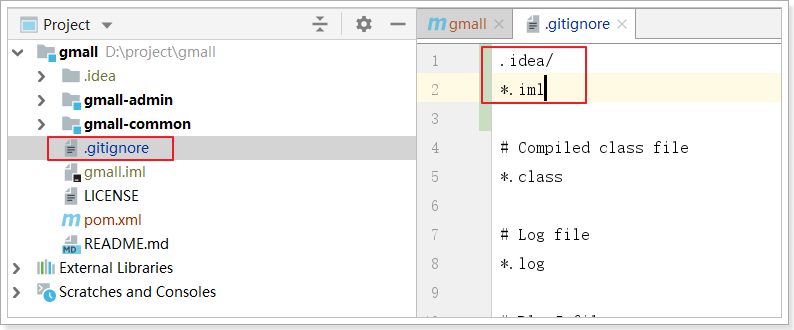 Project
gmall D:\project\gmall
.idea
gmall-admin
gmall-common
.gitignore
gmall.iml
LICENSE
pom.xml
README.md
External Libraries
Scratches and Consoles
gmall
.gitignore
1 .idea/
2 *.iml
3
4 # Compiled class file
5 *.class
6
7 # Log file
8 *.log
9